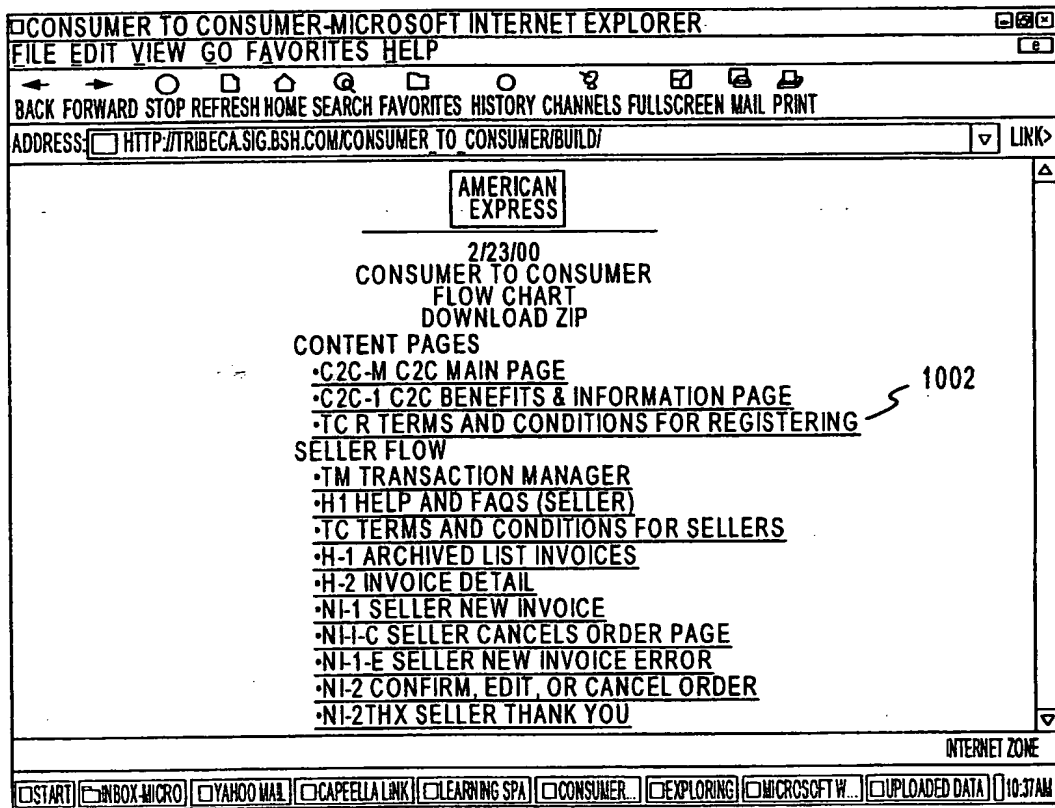 CONSUMER TO CONSUMER-MICROSOFT INTERNET EXPLORER
FILE EDIT VIEW GO FAVORITES HELP
e
BACK FORWARD STOP REFRESH HOME SEARCH FAVORITES HISTORY CHANNELS FULLSCREEN MAIL PRINT
ADDRESS: HTTP://TRIBECA.SIG.BSH.COM/CONSUMER_TO_CONSUMER/BUILD/ LINK>
AMERICAN
EXPRESS
2/23/00
CONSUMER TO CONSUMER
FLOW CHART
DOWNLOAD ZIP
CONTENT PAGES
•C2C-M C2C MAIN PAGE
•C2C-1 C2C BENEFITS & INFORMATION PAGE
•TC R TERMS AND CONDITIONS FOR REGISTERING
1002
SELLER FLOW
•TM TRANSACTION MANAGER
•H1 HELP AND FAQS (SELLER)
•TC TERMS AND CONDITIONS FOR SELLERS
•H-1 ARCHIVED LIST INVOICES
•H-2 INVOICE DETAIL
•NI-1 SELLER NEW INVOICE
•NI-I-C SELLER CANCELS ORDER PAGE
•NI-1-E SELLER NEW INVOICE ERROR
•NI-2 CONFIRM, EDIT, OR CANCEL ORDER
•NI-2THX SELLER THANK YOU
INTERNET ZONE
START INBOX-MICRO YAHOO MAIL CAPEELLA LINK LEARNING SPA CONSUMER... EXPLORING MICROSCFT W... UPLOADED DATA 10:37AM